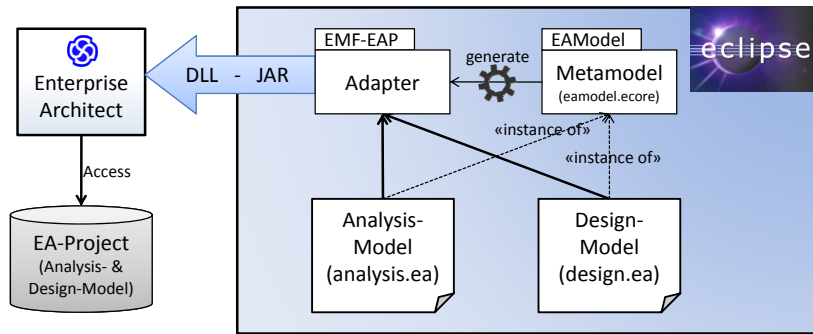 EMF-EAP
EAModel
eclipse
Enterprise
Architect
DLL - JAR
Adapter
generate
Metamodel
(eamodel.ecore)
«instance of»
«instance of»
Access
EA-Project
(Analysis- &
Design-Model)
Analysis-
Model
(analysis.ea)
Design-
Model
(design.ea)